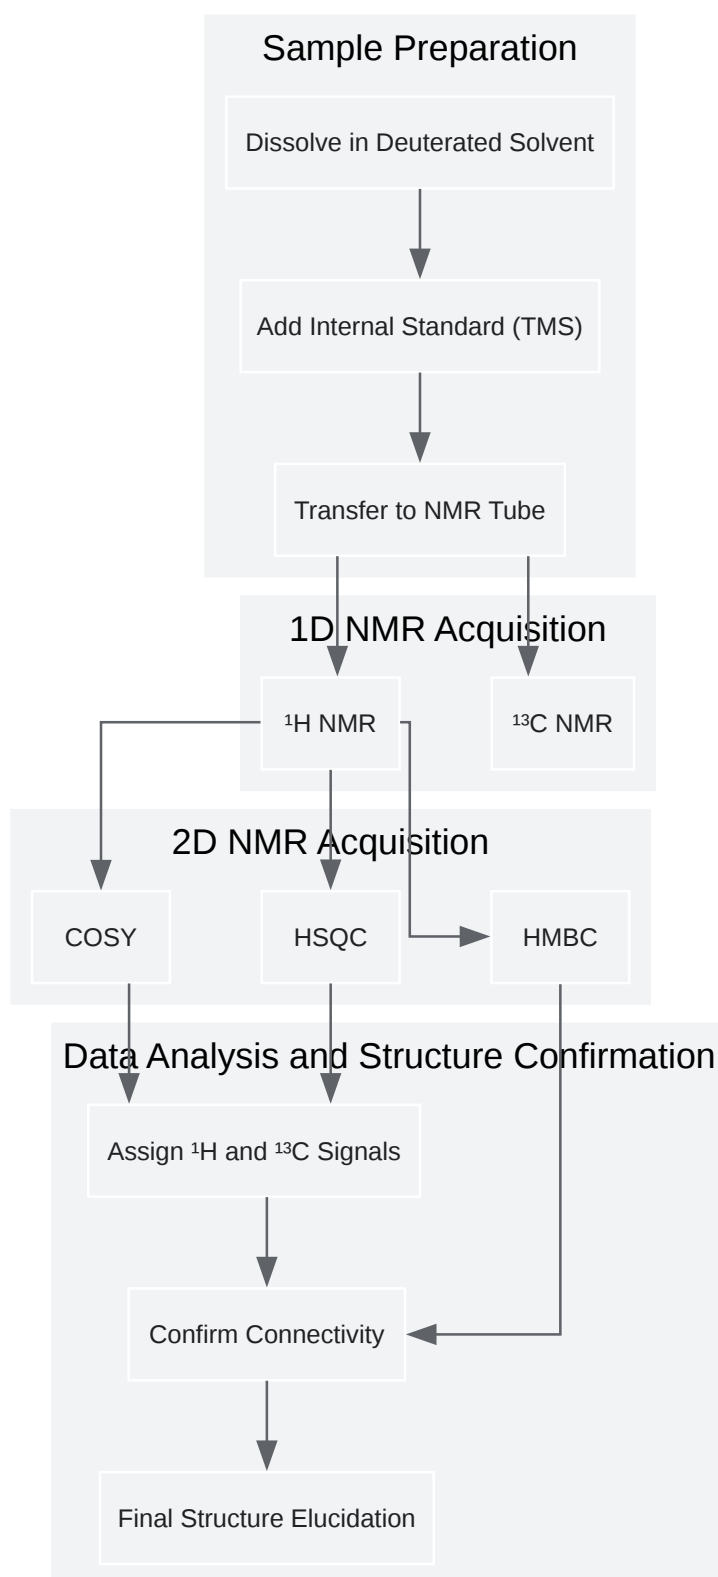 Sample Preparation
Dissolve in Deuterated Solvent
Add Internal Standard (TMS)
Transfer to NMR Tube
1D NMR Acquisition
¹H NMR
¹³C NMR
2D NMR Acquisition
COSY
HSQC
HMBC
Data Analysis and Structure Confirmation
Assign ¹H and ¹³C Signals
Confirm Connectivity
Final Structure Elucidation